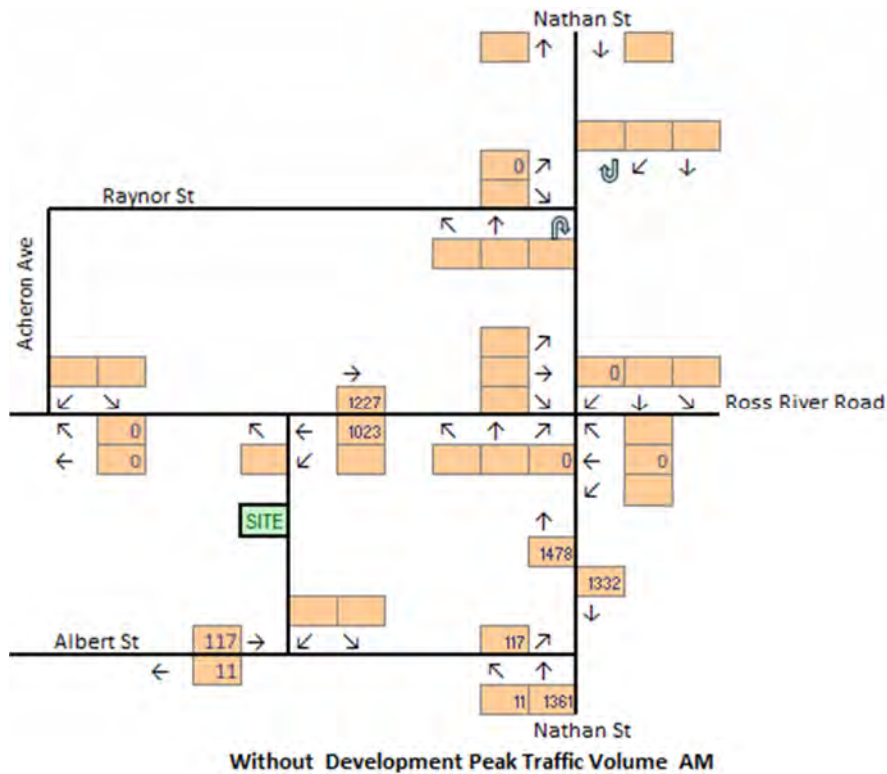 Nathan St
0
Raynor St
Acheron Ave
1227
0
Ross River Road
0
1023
0
0
0
SITE
1478
1332
Albert St
117
117
11
11
1361
Nathan St
Without Development Peak Traffic Volume AM